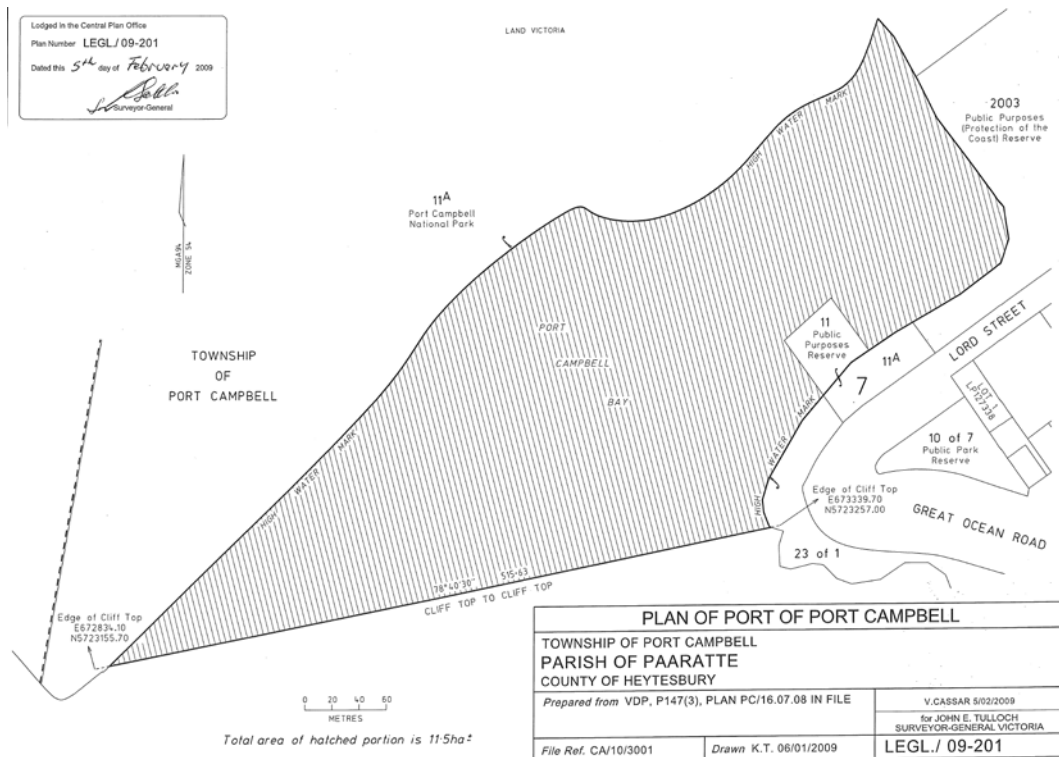 Lodged in the Central Plan Office
Plan Number LEGL./ 09-201
Dated this 5th day of February 2009
Surveyor-General
LAND VICTORIA
2003
Public Purposes
(Protection of the
Coast) Reserve
HIGH WATER MARK
11A
Port Campbell
National Park
MGA94
ZONE 54
TOWNSHIP
OF
PORT CAMPBELL
PORT
CAMPBELL
BAY
11
Public
Purposes
Reserve
11A
7
LORD STREET
LOT 1
LP127338
10 of 7
Public Park
Reserve
HIGH WATER MARK
HIGH WATER MARK
Edge of Cliff Top
E673339.70
N5723257.00
GREAT OCEAN ROAD
23 of 1
78°40'30" 515·63
CLIFF TOP TO CLIFF TOP
Edge of Cliff Top
E672834.10
N5723155.70
0 20 40 60
METRES
Total area of hatched portion is 11·5ha±
PLAN OF PORT OF PORT CAMPBELL
TOWNSHIP OF PORT CAMPBELL
PARISH OF PAARATTE
COUNTY OF HEYTESBURY
Prepared from VDP, P147(3), PLAN PC/16.07.08 IN FILE
V.CASSAR 5/02/2009
for JOHN E. TULLOCH
SURVEYOR-GENERAL VICTORIA
File Ref. CA/10/3001
Drawn K.T. 06/01/2009
LEGL./ 09-201